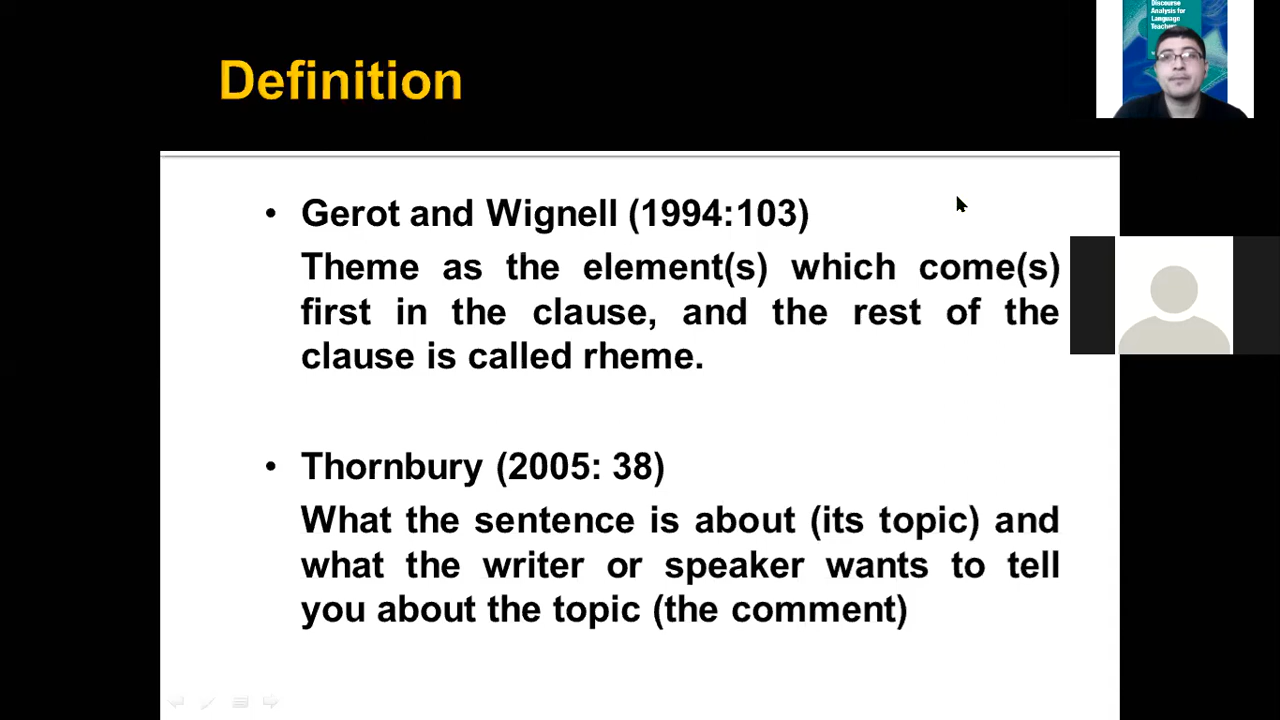 Discourse
Analysis for
Language
Teachers
Definition
• Gerot and Wignell (1994:103)
Theme as the element(s) which come(s)
first in the clause, and the rest of the
clause is called rheme.
• Thornbury (2005: 38)
What the sentence is about (its topic) and
what the writer or speaker wants to tell
you about the topic (the comment)